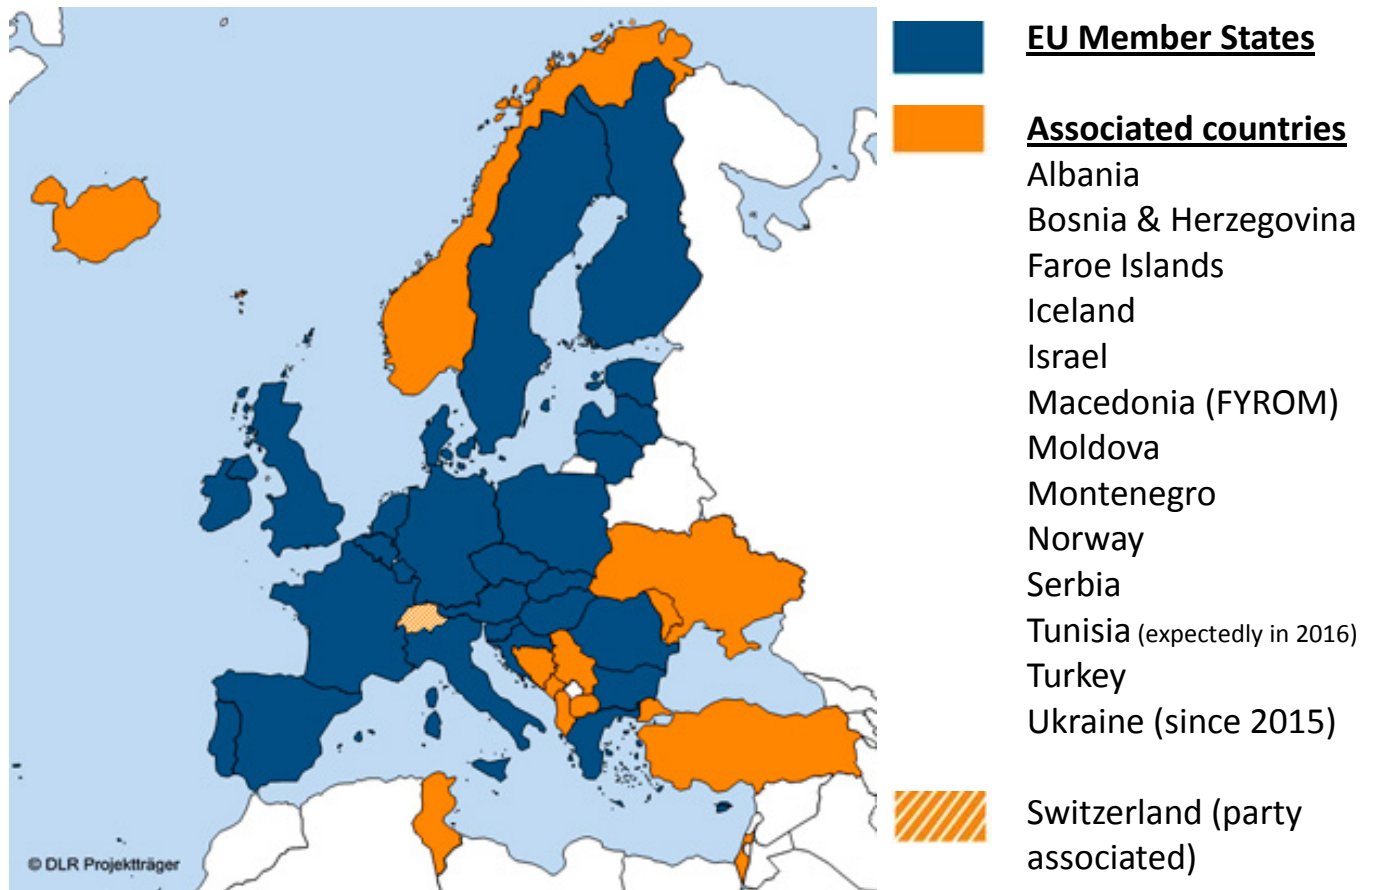 EU Member States
Associated countries
Albania
Bosnia & Herzegovina
Faroe Islands
Iceland
Israel
Macedonia (FYROM)
Moldova
Montenegro
Norway
Serbia
Tunisia (expectedly in 2016)
Turkey
Ukraine (since 2015)
Switzerland (party
associated)
© DLR Projektträger